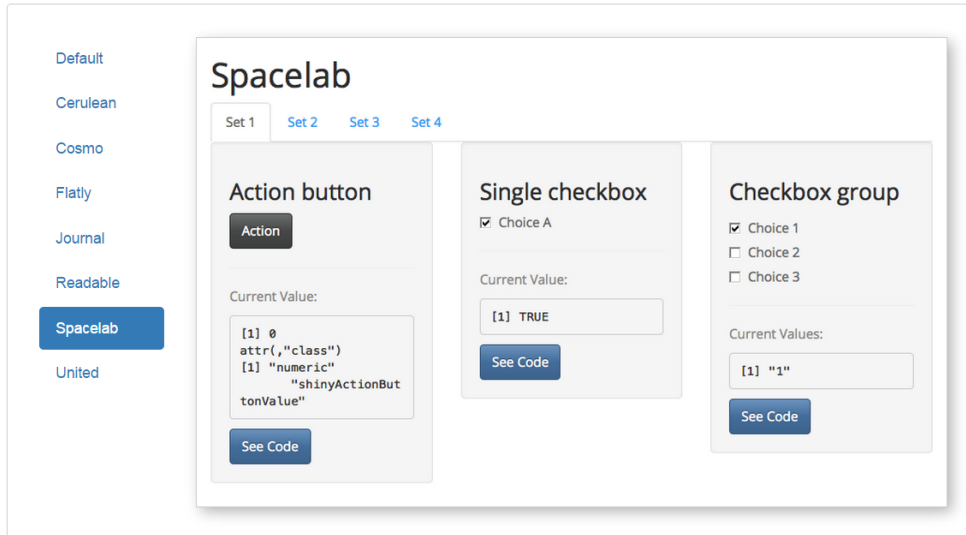 Default
Cerulean
Cosmo
Flatly
Journal
Readable
Spacelab
United
Spacelab
Set 1 Set 2 Set 3 Set 4
Action button
Action
Current Value:
[1] 0
attr(,"class")
[1] "numeric"
"shinyActionBut
tonValue"
See Code
Single checkbox
Choice A
Current Value:
[1] TRUE
See Code
Checkbox group
Choice 1
Choice 2
Choice 3
Current Values:
[1] "1"
See Code